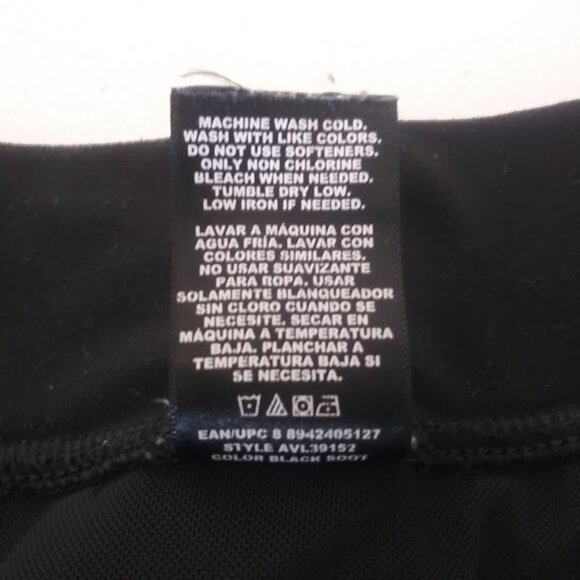 MACHINE WASH COLD.
WASH WITH LIKE COLORS.
DO NOT USE SOFTENERS.
ONLY NON CHLORINE
BLEACH WHEN NEEDED.
TUMBLE DRY LOW.
LOW IRON IF NEEDED.
LAVAR A MÁQUINA CON
AGUA FRÍA. LAVAR CON
COLORES SIMILARES.
NO USAR SUAVIZANTE
PARA ROPA. USAR
SOLAMENTE BLANQUEADOR
SIN CLORO CUANDO SE
NECESITE. SECAR EN
MÁQUINA A TEMPERATURA
BAJA. PLANCHAR A
TEMPERATURA BAJA SI
SE NECESITA.
EAN/UPC 8 8942405127
STYLE AVL39152
COLOR BLACK SOOT